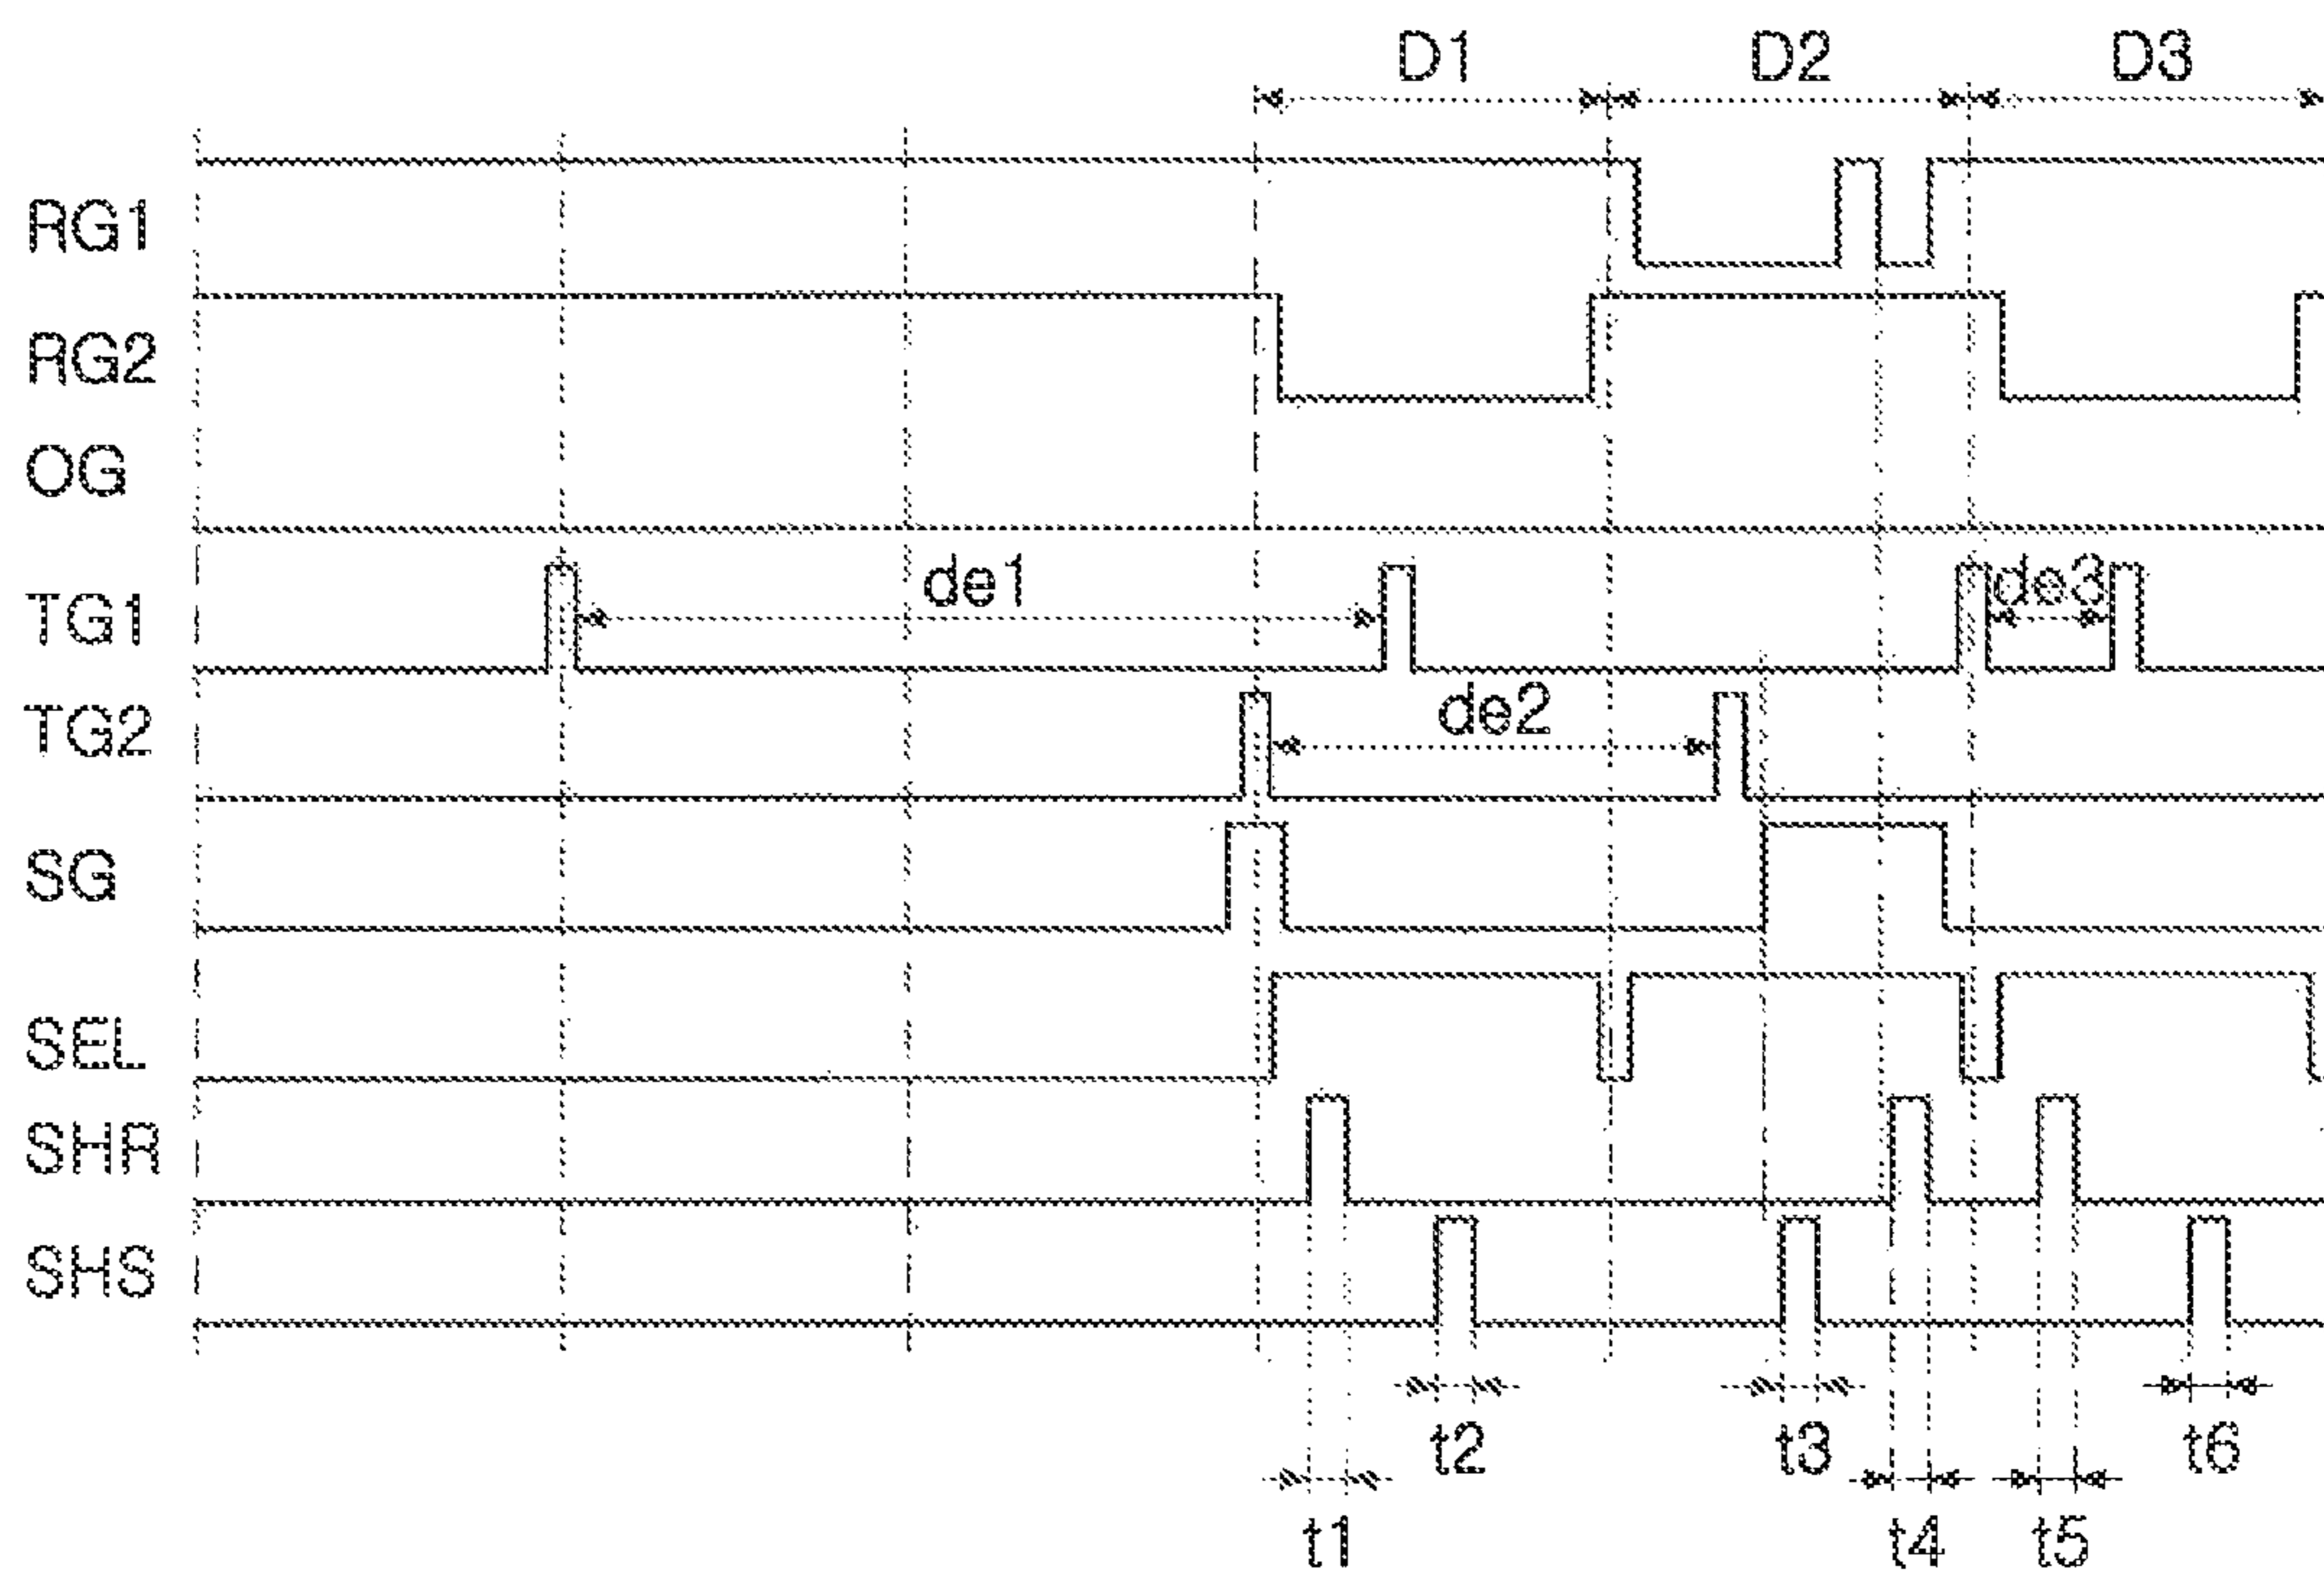 D1 D2 D3
RG1
RG2
OG
TG1 de1 de3
TG2 de2
SG
SEL
SHR
SHS
t2 t3 t6
t1 t4 t5